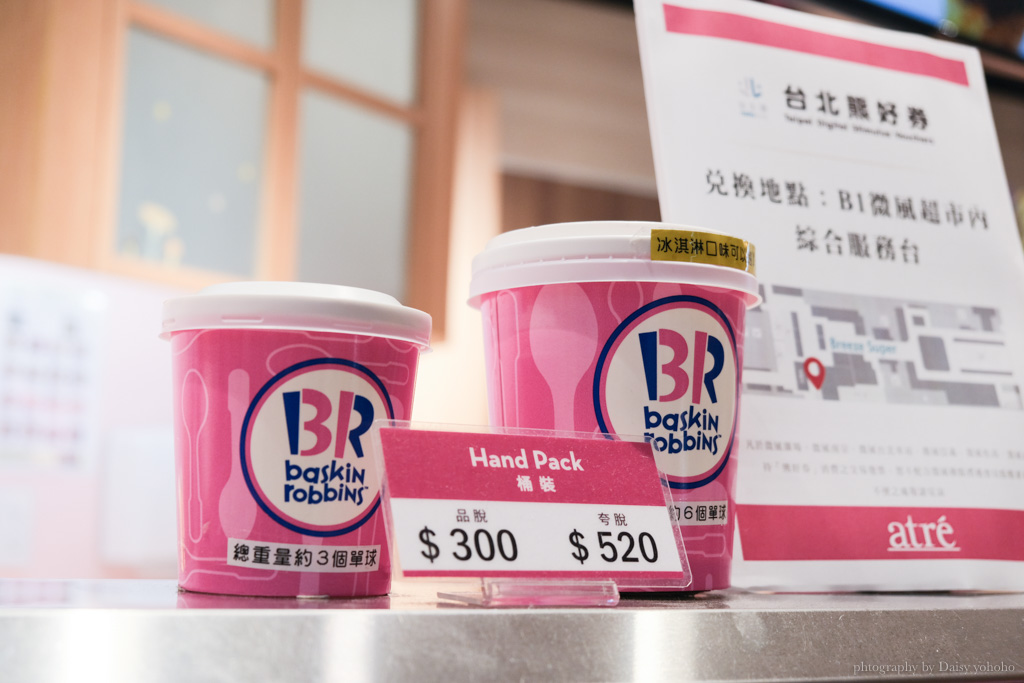 台北熊好券
Taipei Digital Stimulus Vouchers
兌換地點：B1微風超市內
綜合服務台
Breeze Super
atré
冰淇淋口味可
BR
baskin
robbins
約6個單球
BR
baskin
robbins
總重量約3個單球
Hand Pack
桶裝
品脫
夸脫
$300
$520
photography by Daisy yohoho